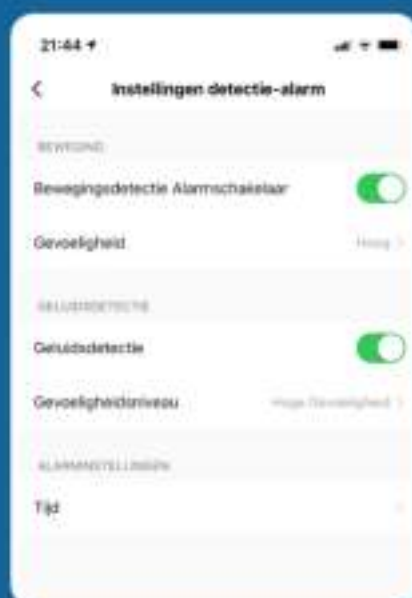 21:44
Instellingen detectie-alarm
BEWEGING
Bewegingsdetectie Alarmschakelaar
Gevoeligheid Hoog
GELUIDSDETECTIE
Geluidsdetectie
Gevoeligheidsniveau Hoge Gevoeligheid
ALARMINSTELLINGEN
Tijd